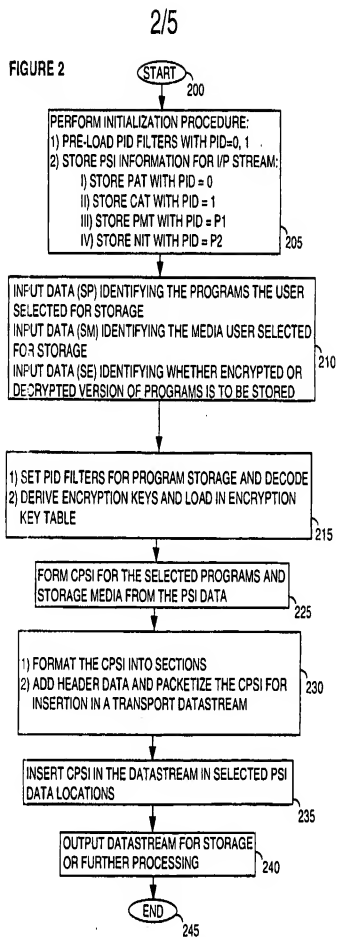 2/5
FIGURE 2
START
200
PERFORM INITIALIZATION PROCEDURE:
1) PRE-LOAD PID FILTERS WITH PID=0, 1
2) STORE PSI INFORMATION FOR I/P STREAM:
I) STORE PAT WITH PID = 0
II) STORE CAT WITH PID = 1
III) STORE PMT WITH PID = P1
IV) STORE NIT WITH PID = P2
205
INPUT DATA (SP) IDENTIFYING THE PROGRAMS THE USER
SELECTED FOR STORAGE
INPUT DATA (SM) IDENTIFYING THE MEDIA USER SELECTED
FOR STORAGE
INPUT DATA (SE) IDENTIFYING WHETHER ENCRYPTED OR
DECRYPTED VERSION OF PROGRAMS IS TO BE STORED
210
1) SET PID FILTERS FOR PROGRAM STORAGE AND DECODE
2) DERIVE ENCRYPTION KEYS AND LOAD IN ENCRYPTION
KEY TABLE
215
FORM CPSI FOR THE SELECTED PROGRAMS AND
STORAGE MEDIA FROM THE PSI DATA
225
1) FORMAT THE CPSI INTO SECTIONS
2) ADD HEADER DATA AND PACKETIZE THE CPSI FOR
INSERTION IN A TRANSPORT DATASTREAM
230
INSERT CPSI IN THE DATASTREAM IN SELECTED PSI
DATA LOCATIONS
235
OUTPUT DATASTREAM FOR STORAGE
OR FURTHER PROCESSING
240
END
245